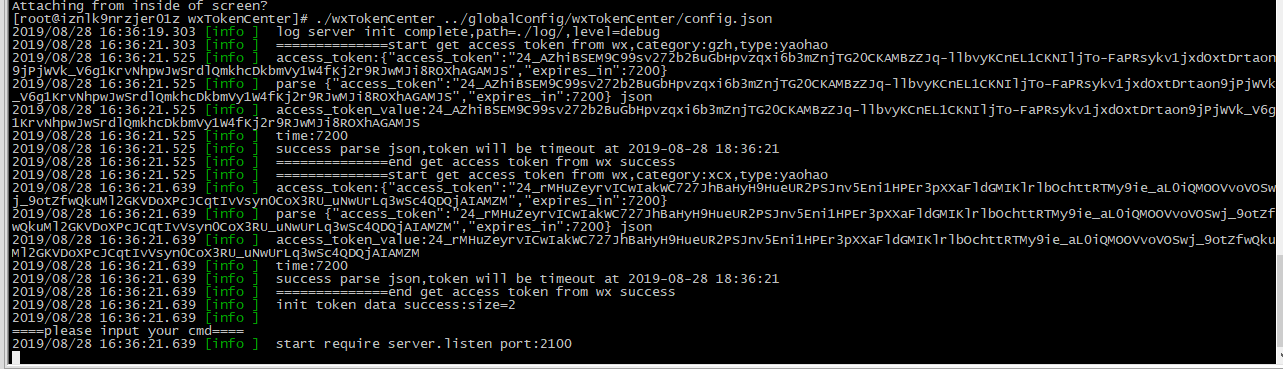 Attaching from inside of screen?
[root@iznlk9nrzjer01z wxTokenCenter]# ./wxTokenCenter ../globalConfig/wxTokenCenter/config.json
2019/08/28 16:36:19.303 [info ]  log server init complete,path=./log/,level=debug
2019/08/28 16:36:21.303 [info ]  ==============start get access token from wx,category:gzh,type:yaohao
2019/08/28 16:36:21.525 [info ]  access_token:{"access_token":"24_AZhiBSEM9C99sv272b2BuGbHpvzqxi6b3mZnjTG2OCKAMBzZJq-llbvyKCnEL1CKNIljTo-FaPRsykv1jxdOxtDrtaon
9jPjWVk_V6g1KrvNhpwJwSrdlQmkhcDkbmVy1W4fKj2r9RJwMJi8ROXhAGAMJS","expires_in":7200}
2019/08/28 16:36:21.525 [info ]  parse {"access_token":"24_AZhiBSEM9C99sv272b2BuGbHpvzqxi6b3mZnjTG2OCKAMBzZJq-llbvyKCnEL1CKNIljTo-FaPRsykv1jxdOxtDrtaon9jPjWVk
_V6g1KrvNhpwJwSrdlQmkhcDkbmVy1W4fKj2r9RJwMJi8ROXhAGAMJS","expires_in":7200} json
2019/08/28 16:36:21.525 [info ]  access_token_value:24_AZhiBSEM9C99sv272b2BuGbHpvzqxi6b3mZnjTG2OCKAMBzZJq-llbvyKCnEL1CKNIljTo-FaPRsykv1jxdOxtDrtaon9jPjWVk_V6g
1KrvNhpwJwSrdlQmkhcDkbmVy1W4fKj2r9RJwMJi8ROXhAGAMJS
2019/08/28 16:36:21.525 [info ]  time:7200
2019/08/28 16:36:21.525 [info ]  success parse json,token will be timeout at 2019-08-28 18:36:21
2019/08/28 16:36:21.525 [info ]  ==============end get access token from wx success
2019/08/28 16:36:21.525 [info ]  ==============start get access token from wx,category:xcx,type:yaohao
2019/08/28 16:36:21.639 [info ]  access_token:{"access_token":"24_rMHuZeyrvICwIakWC727JhBaHyH9HueUR2PSJnv5Eni1HPEr3pXXaFldGMIKlrlbOchttRTMy9ie_aL0iQMOOVvoVOSw
j_9otZfwQkuMl2GKVDoXPcJCqtIvVsyn0CoX3RU_uNwUrLq3wSc4QDQjAIAMZM","expires_in":7200}
2019/08/28 16:36:21.639 [info ]  parse {"access_token":"24_rMHuZeyrvICwIakWC727JhBaHyH9HueUR2PSJnv5Eni1HPEr3pXXaFldGMIKlrlbOchttRTMy9ie_aL0iQMOOVvoVOSwj_9otZf
wQkuMl2GKVDoXPcJCqtIvVsyn0CoX3RU_uNwUrLq3wSc4QDQjAIAMZM","expires_in":7200} json
2019/08/28 16:36:21.639 [info ]  access_token_value:24_rMHuZeyrvICwIakWC727JhBaHyH9HueUR2PSJnv5Eni1HPEr3pXXaFldGMIKlrlbOchttRTMy9ie_aL0iQMOOVvoVOSwj_9otZfwQku
Ml2GKVDoXPcJCqtIvVsyn0CoX3RU_uNwUrLq3wSc4QDQjAIAMZM
2019/08/28 16:36:21.639 [info ]  time:7200
2019/08/28 16:36:21.639 [info ]  success parse json,token will be timeout at 2019-08-28 18:36:21
2019/08/28 16:36:21.639 [info ]  ==============end get access token from wx success
2019/08/28 16:36:21.639 [info ]  init token data success:size=2
2019/08/28 16:36:21.639 [info ]
====please input your cmd====
2019/08/28 16:36:21.639 [info ]  start require server.listen port:2100